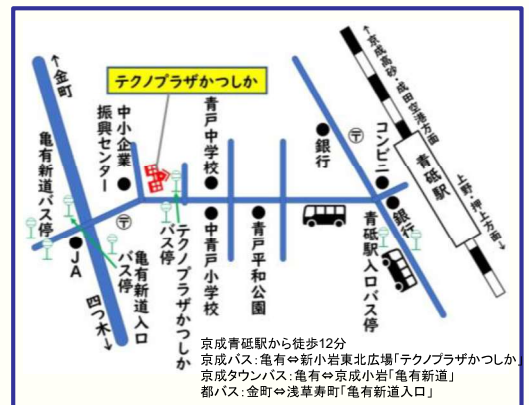 ↑金町
テクノプラザかつしか
中小企業
振興センター
青戸中学校
銀行
〒
コンビニ
↑京成高砂・成田空港方面
青砥駅
上野・押上方面↓
亀有新道バス停
〒
JA
亀有新道入口
バス停
四つ木↓
テクノプラザかつしか
バス停
中青戸小学校
青戸平和公園
青砥駅入口バス停
銀行
京成青砥駅から徒歩12分
京成バス:亀有⇔新小岩東北広場「テクノプラザかつしか」
京成タウンバス:亀有⇔京成小岩「亀有新道」
都バス:金町⇔浅草寿町「亀有新道入口」